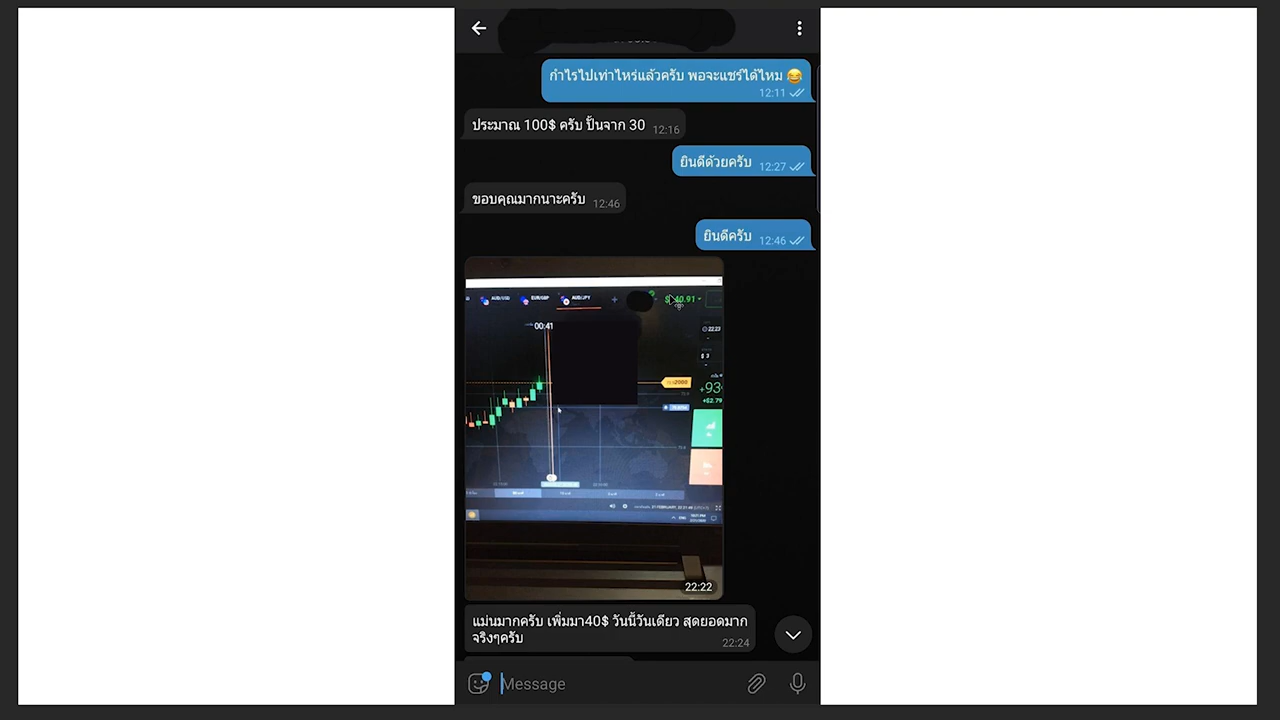 กำไรไปเท่าไหร่แล้วครับ พอจะแชร์ได้ไหม 😂
12:11
ประมาณ 100$ ครับ ปั้นจาก 30
12:16
ยินดีด้วยครับ
12:27
ขอบคุณมากนาะครับ
12:46
ยินดีครับ
12:46
AUD/USD
EUR/GBP
AUD/JPY
+
00:41
22:23
$ 3
+93
+$2.79
22:22
แม่นมากครับ เพิ่มมา40$ วันนี้วันเดียว สุดยอดมาก
จริงๆครับ
22:24
Message